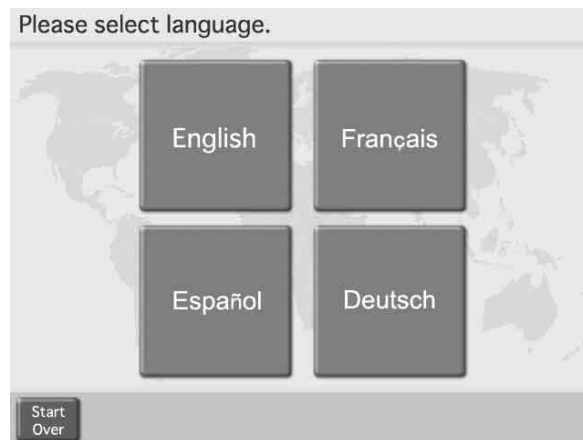 Please select language.
English
Français
Español
Deutsch
Start
Over